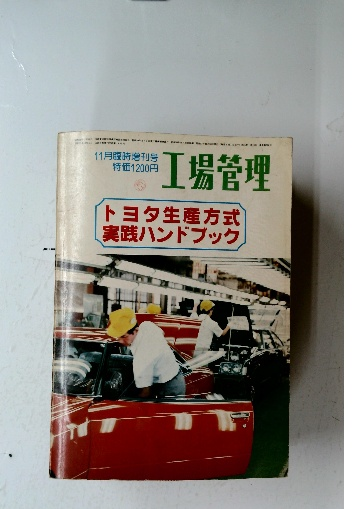 11月臨時増刊号
特価1200円
工場管理
トヨタ生産方式
実践ハンドブック